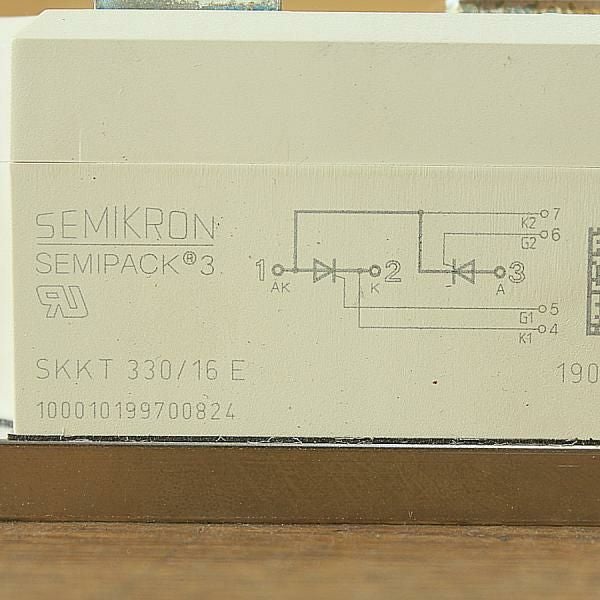 SEMIKRON
SEMIPACK®3
RU
SKKT 330/16 E
100010199700824
1 AK
K 2
A 3
K2 7
G2 6
G1 5
K1 4
190